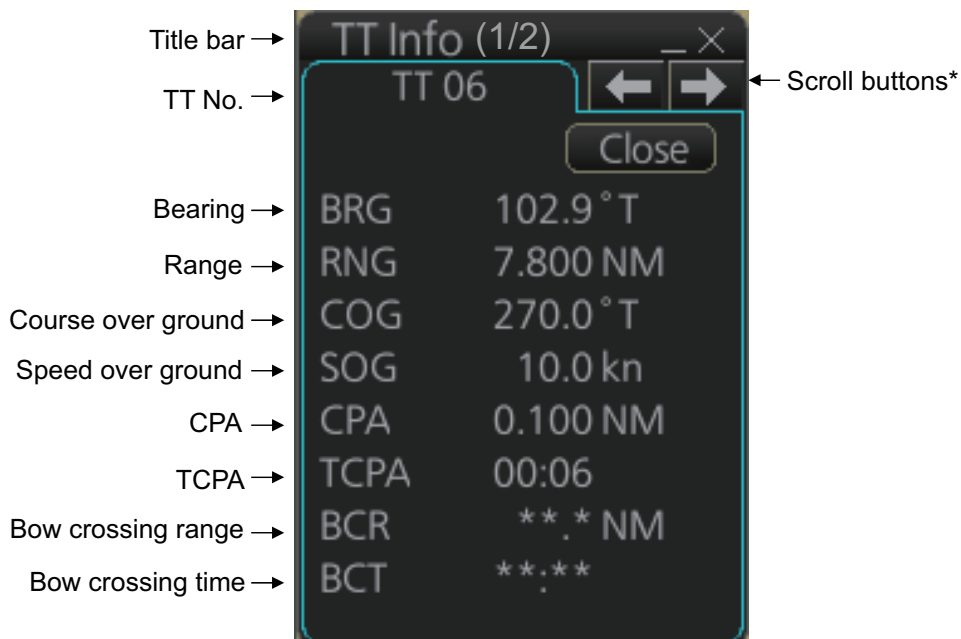 Title bar TT Info (1/2)
TT No. TT 06 Scroll buttons*
Close
Bearing BRG 102.9°T
Range RNG 7.800 NM
Course over ground COG 270.0°T
Speed over ground SOG 10.0 kn
CPA CPA 0.100 NM
TCPA TCPA 00:06
Bow crossing range BCR **.* NM
Bow crossing time BCT **:**